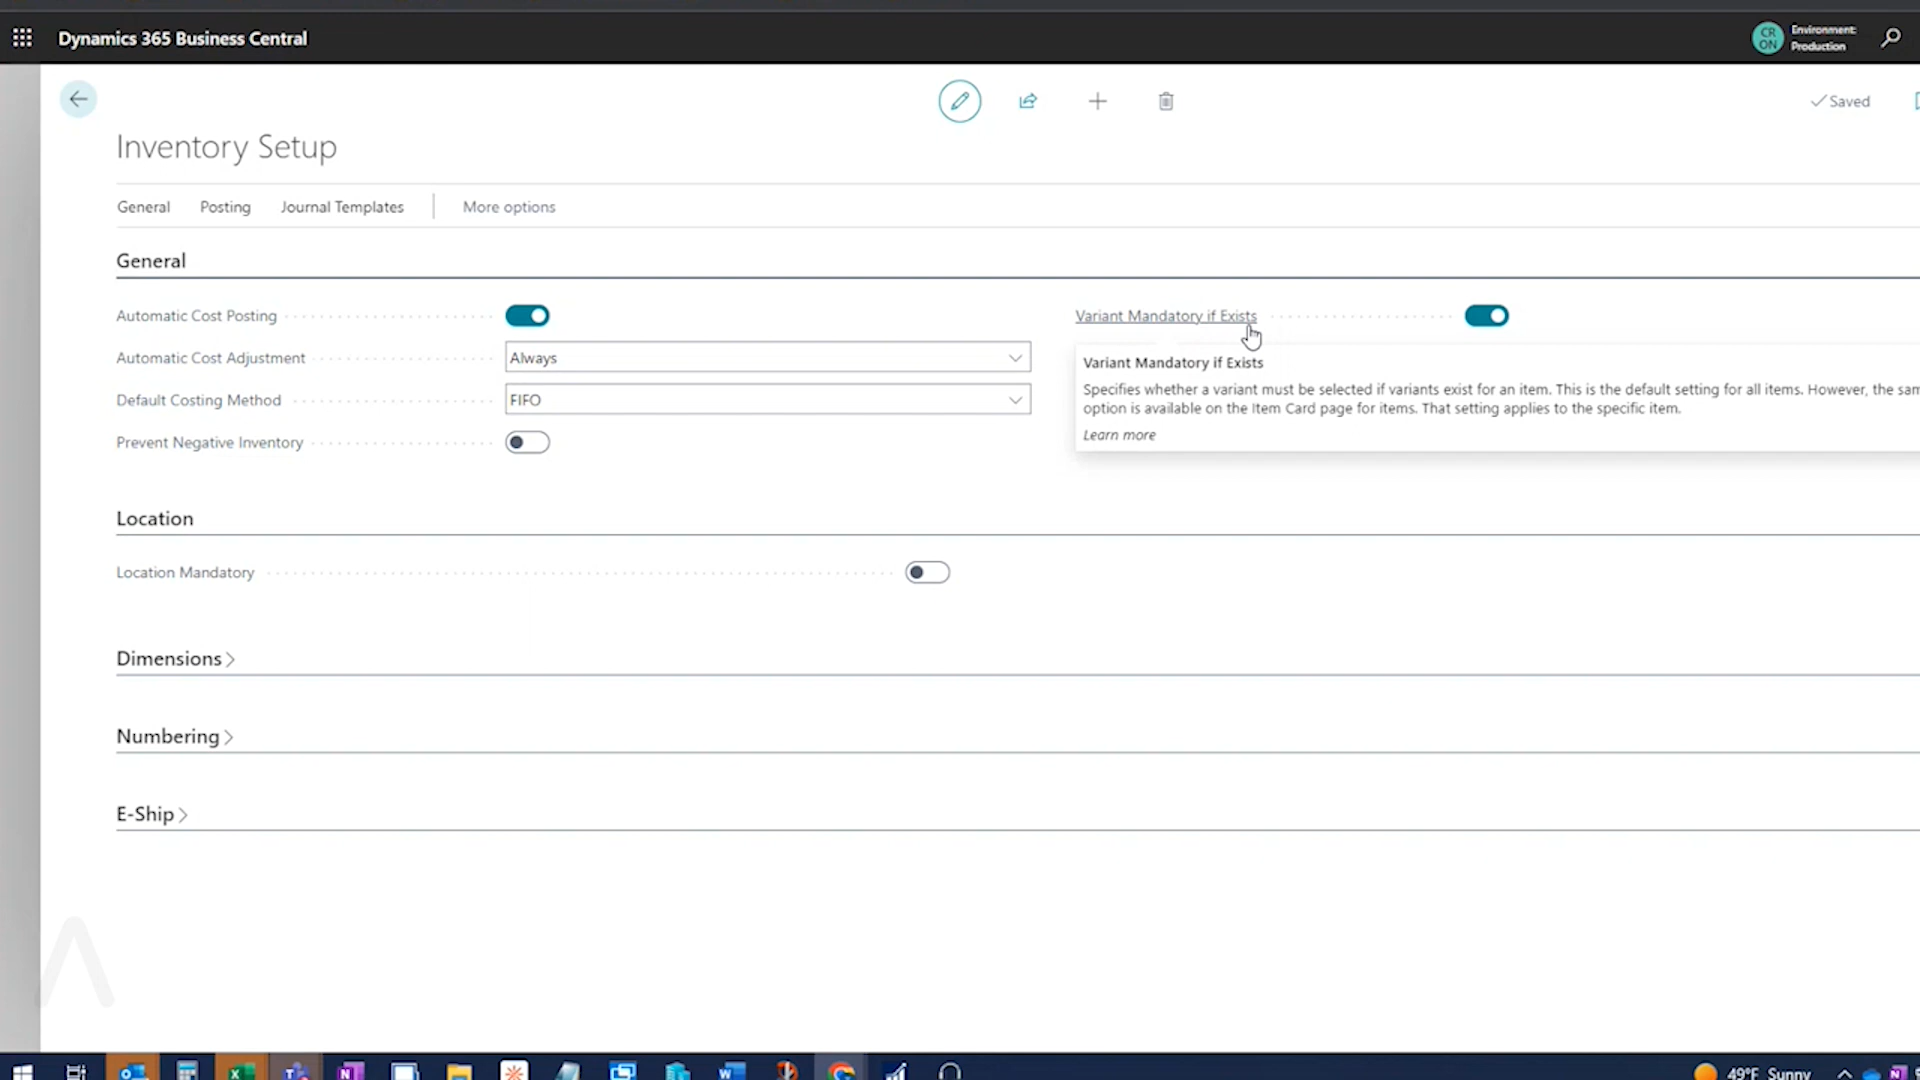 Dynamics 365 Business Central
CR
ON
Environment:
Production
Saved
Inventory Setup
General
Posting
Journal Templates
More options
General
Automatic Cost Posting
Variant Mandatory if Exists
Automatic Cost Adjustment
Always
Variant Mandatory if Exists
Specifies whether a variant must be selected if variants exist for an item. This is the default setting for all items. However, the sam
option is available on the Item Card page for items. That setting applies to the specific item.
Learn more
Default Costing Method
FIFO
Prevent Negative Inventory
Location
Location Mandatory
Dimensions
Numbering
E-Ship
49°F Sunny